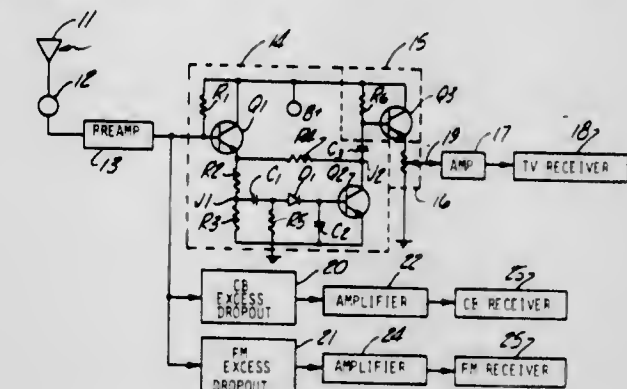 11
14
15
12
R1
Q1
B+
R6
Q3
PREAMP
13
R4
C3
19
17
18
AMP
TV RECEIVER
R2
C1
D1
Q2
J2
J1
R3
R5
C2
16
20
22
23
CB
EXCESS
DROPOUT
AMPLIFIER
CB RECEIVER
21
24
25
FM
EXCESS
DROPOUT
AMPLIFIER
FM RECEIVER